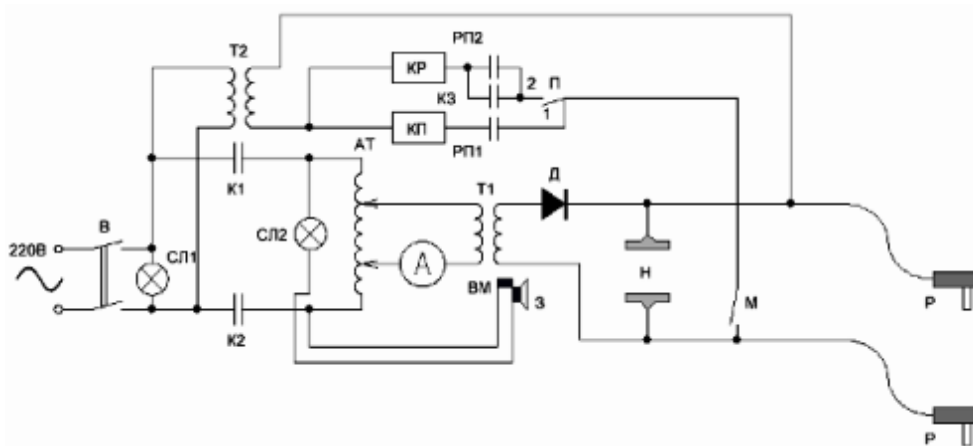 Т2
РП2
КР
КЗ
2
П
1
КП
РП1
АТ
К1
Т1
Д
В
220В
СЛ1
СЛ2
А
ВМ
З
Н
М
Р
К2
Р